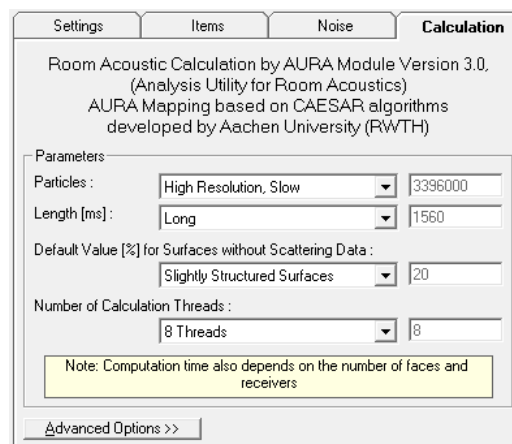 Settings Items Noise Calculation
Room Acoustic Calculation by AURA Module Version 3.0,
(Analysis Utility for Room Acoustics)
AURA Mapping based on CAESAR algorithms
developed by Aachen University (RWTH)
Parameters
Particles : High Resolution, Slow 3396000
Length [ms] : Long 1560
Default Value [%] for Surfaces without Scattering Data :
Slightly Structured Surfaces 20
Number of Calculation Threads :
8 Threads 8
Note: Computation time also depends on the number of faces and
receivers
Advanced Options >>